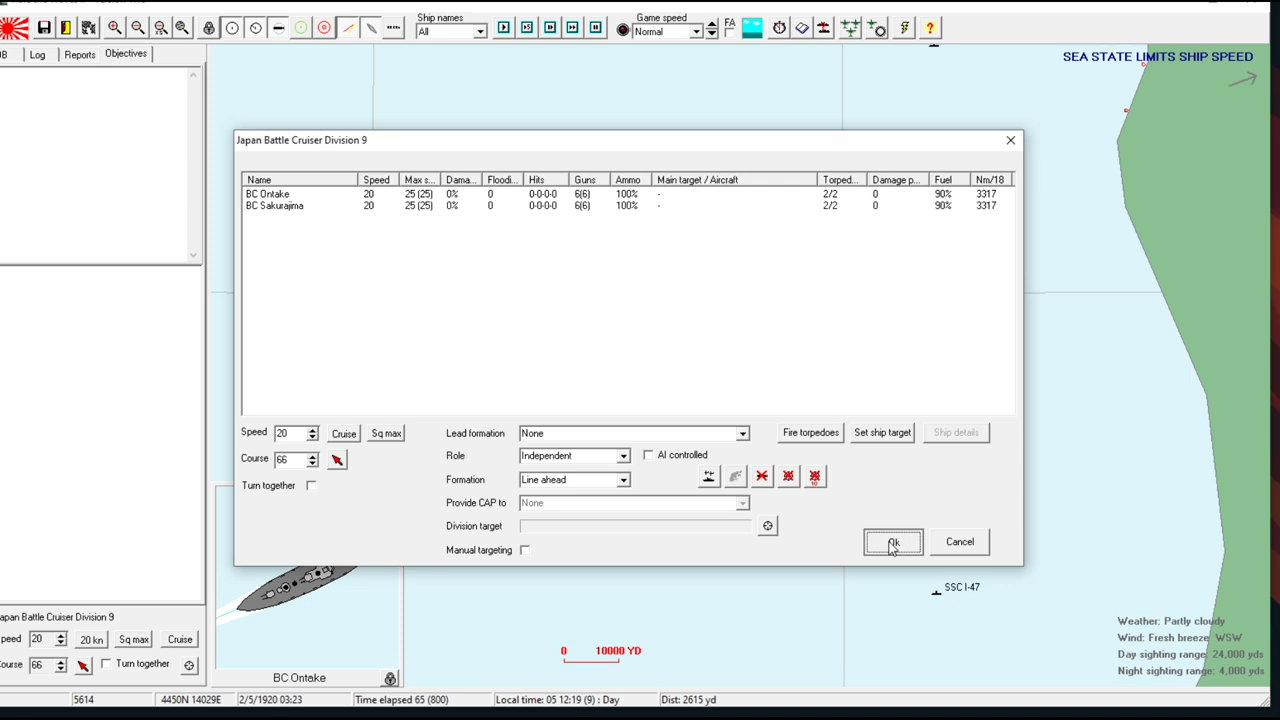 Ship names
All
Game speed
Normal
FA
Log
Reports
Objectives
SEA STATE LIMITS SHIP SPEED
Japan Battle Cruiser Division 9
Name Speed Max s... Dama... Floodi... Hits Guns Ammo Main target / Aircraft Torped... Damage p... Fuel Nm/18
BC Ontake 20 25 (25) 0% 0 0-0-0-0 6(6) 100% - 2/2 0 90% 3317
BC Sakurajima 20 25 (25) 0% 0 0-0-0-0 6(6) 100% - 2/2 0 90% 3317
Speed 20 Cruise Sq max
Course 66
Turn together
Lead formation None
Role Independent AI controlled
Formation Line ahead
Provide CAP to None
Division target
Manual targeting
Fire torpedoes Set ship target Ship details
10
Ok Cancel
SSC I-47
apan Battle Cruiser Division 9
peed 20 20 kn Sq max Cruise
Course 66 Turn together
BC Ontake
0 10000 YD
Weather: Partly cloudy
Wind: Fresh breeze WSW
Day sighting range: 24,000 yds
Night sighting range: 4,000 yds
5614 4450N 14029E 2/5/1920 03:23 Time elapsed 65 (800) Local time: 05 12:19 (9) : Day Dist: 2615 yd